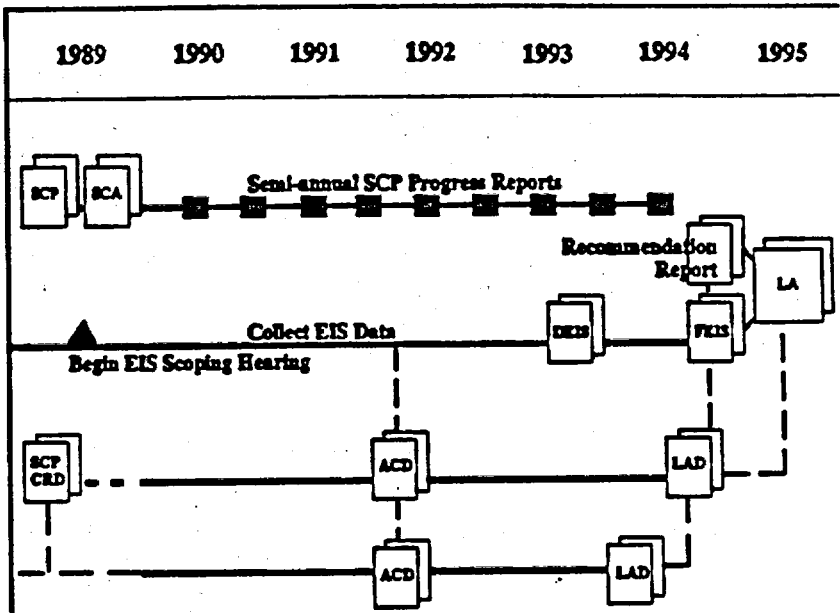 1989 1990 1991 1992 1993 1994 1995
Semi-annual SCP Progress Reports
SCP SCA
Recommendation
Report
LA
Collect EIS Data
DEIS FEIS
Begin EIS Scoping Hearing
SCP
CRD
ACD LAD
ACD LAD